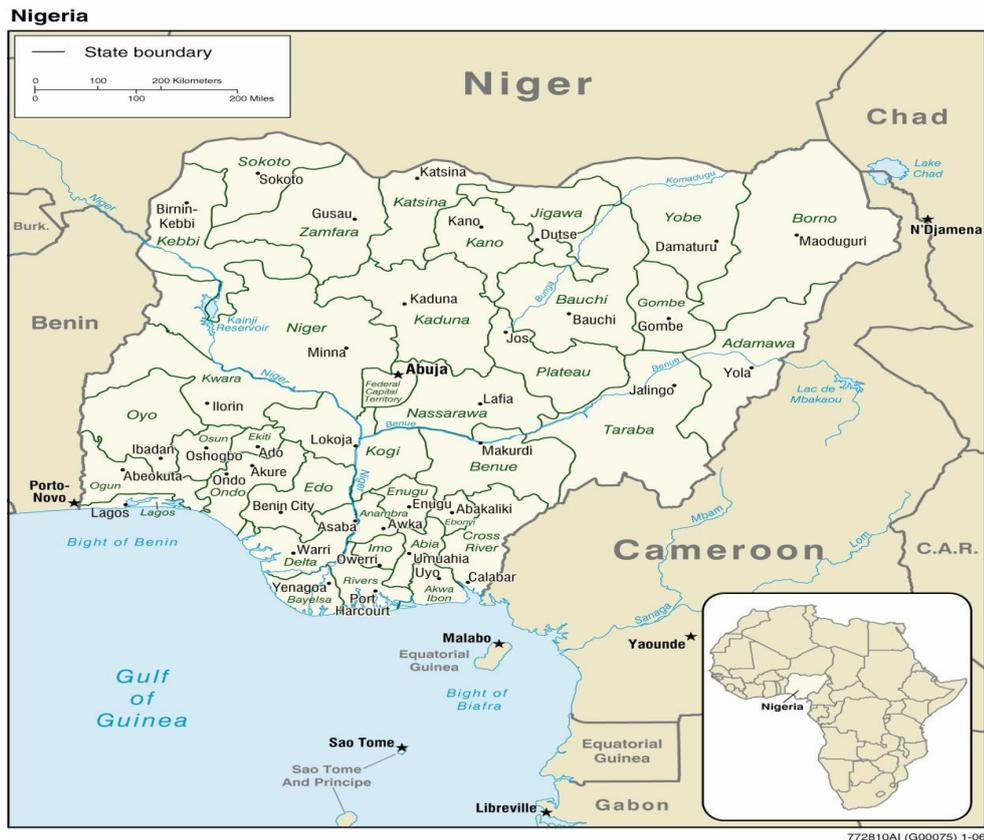 Nigeria
State boundary
0 100 200 Kilometers
0 100 200 Miles
Niger
Chad
Lake
Chad
N'Djamena
Burk.
Niger
Benin
Sokoto
Sokoto
Katsina
Katsina
Birnin-
Kebbi
Kebbi
Gusau
Zamfara
Kano
Kano
Jigawa
Dutse
Komadugu
Yobe
Damaturu
Borno
Maoduguri
Kainji
Reservoir
Niger
Minna
Kaduna
Kaduna
Bunga
Bauchi
Bauchi
Gombe
Gombe
Jos
Adamawa
Yola
Abuja
Federal
Capital
Territory
Plateau
Benue
Jalingo
Lac de
Mbakaou
Kwara
Niger
Ilorin
Oyo
Nassarawa
Lafia
Taraba
Benue
Makurdi
Benue
Lokoja
Kogi
Niger
Ibadan
Osun
Oshogbo
Ekiti
Ado
Akure
Abeokuta
Ogun
Ondo
Ondo
Edo
Benin City
Porto-
Novo
Lagos
Lagos
Enugu
Enugu
Abakaliki
Anambra
Ebonyi
Asaba
Awka
Cross
River
Warri
Delta
Imo
Owerri
Abia
Umuahia
Uyo
Calabar
Yenagoa
Bayelsa
Rivers
Port
Harcourt
Akwa
Ibon
Bight of Benin
Mbam
Cameroon
Lom
C.A.R.
Sanaga
Malabo
Equatorial
Guinea
Yaounde
Gulf
of
Guinea
Bight of
Biafra
Nigeria
Sao Tome
Sao Tome
And Principe
Equatorial
Guinea
Libreville
Gabon
772810AI (G00075) 1-06